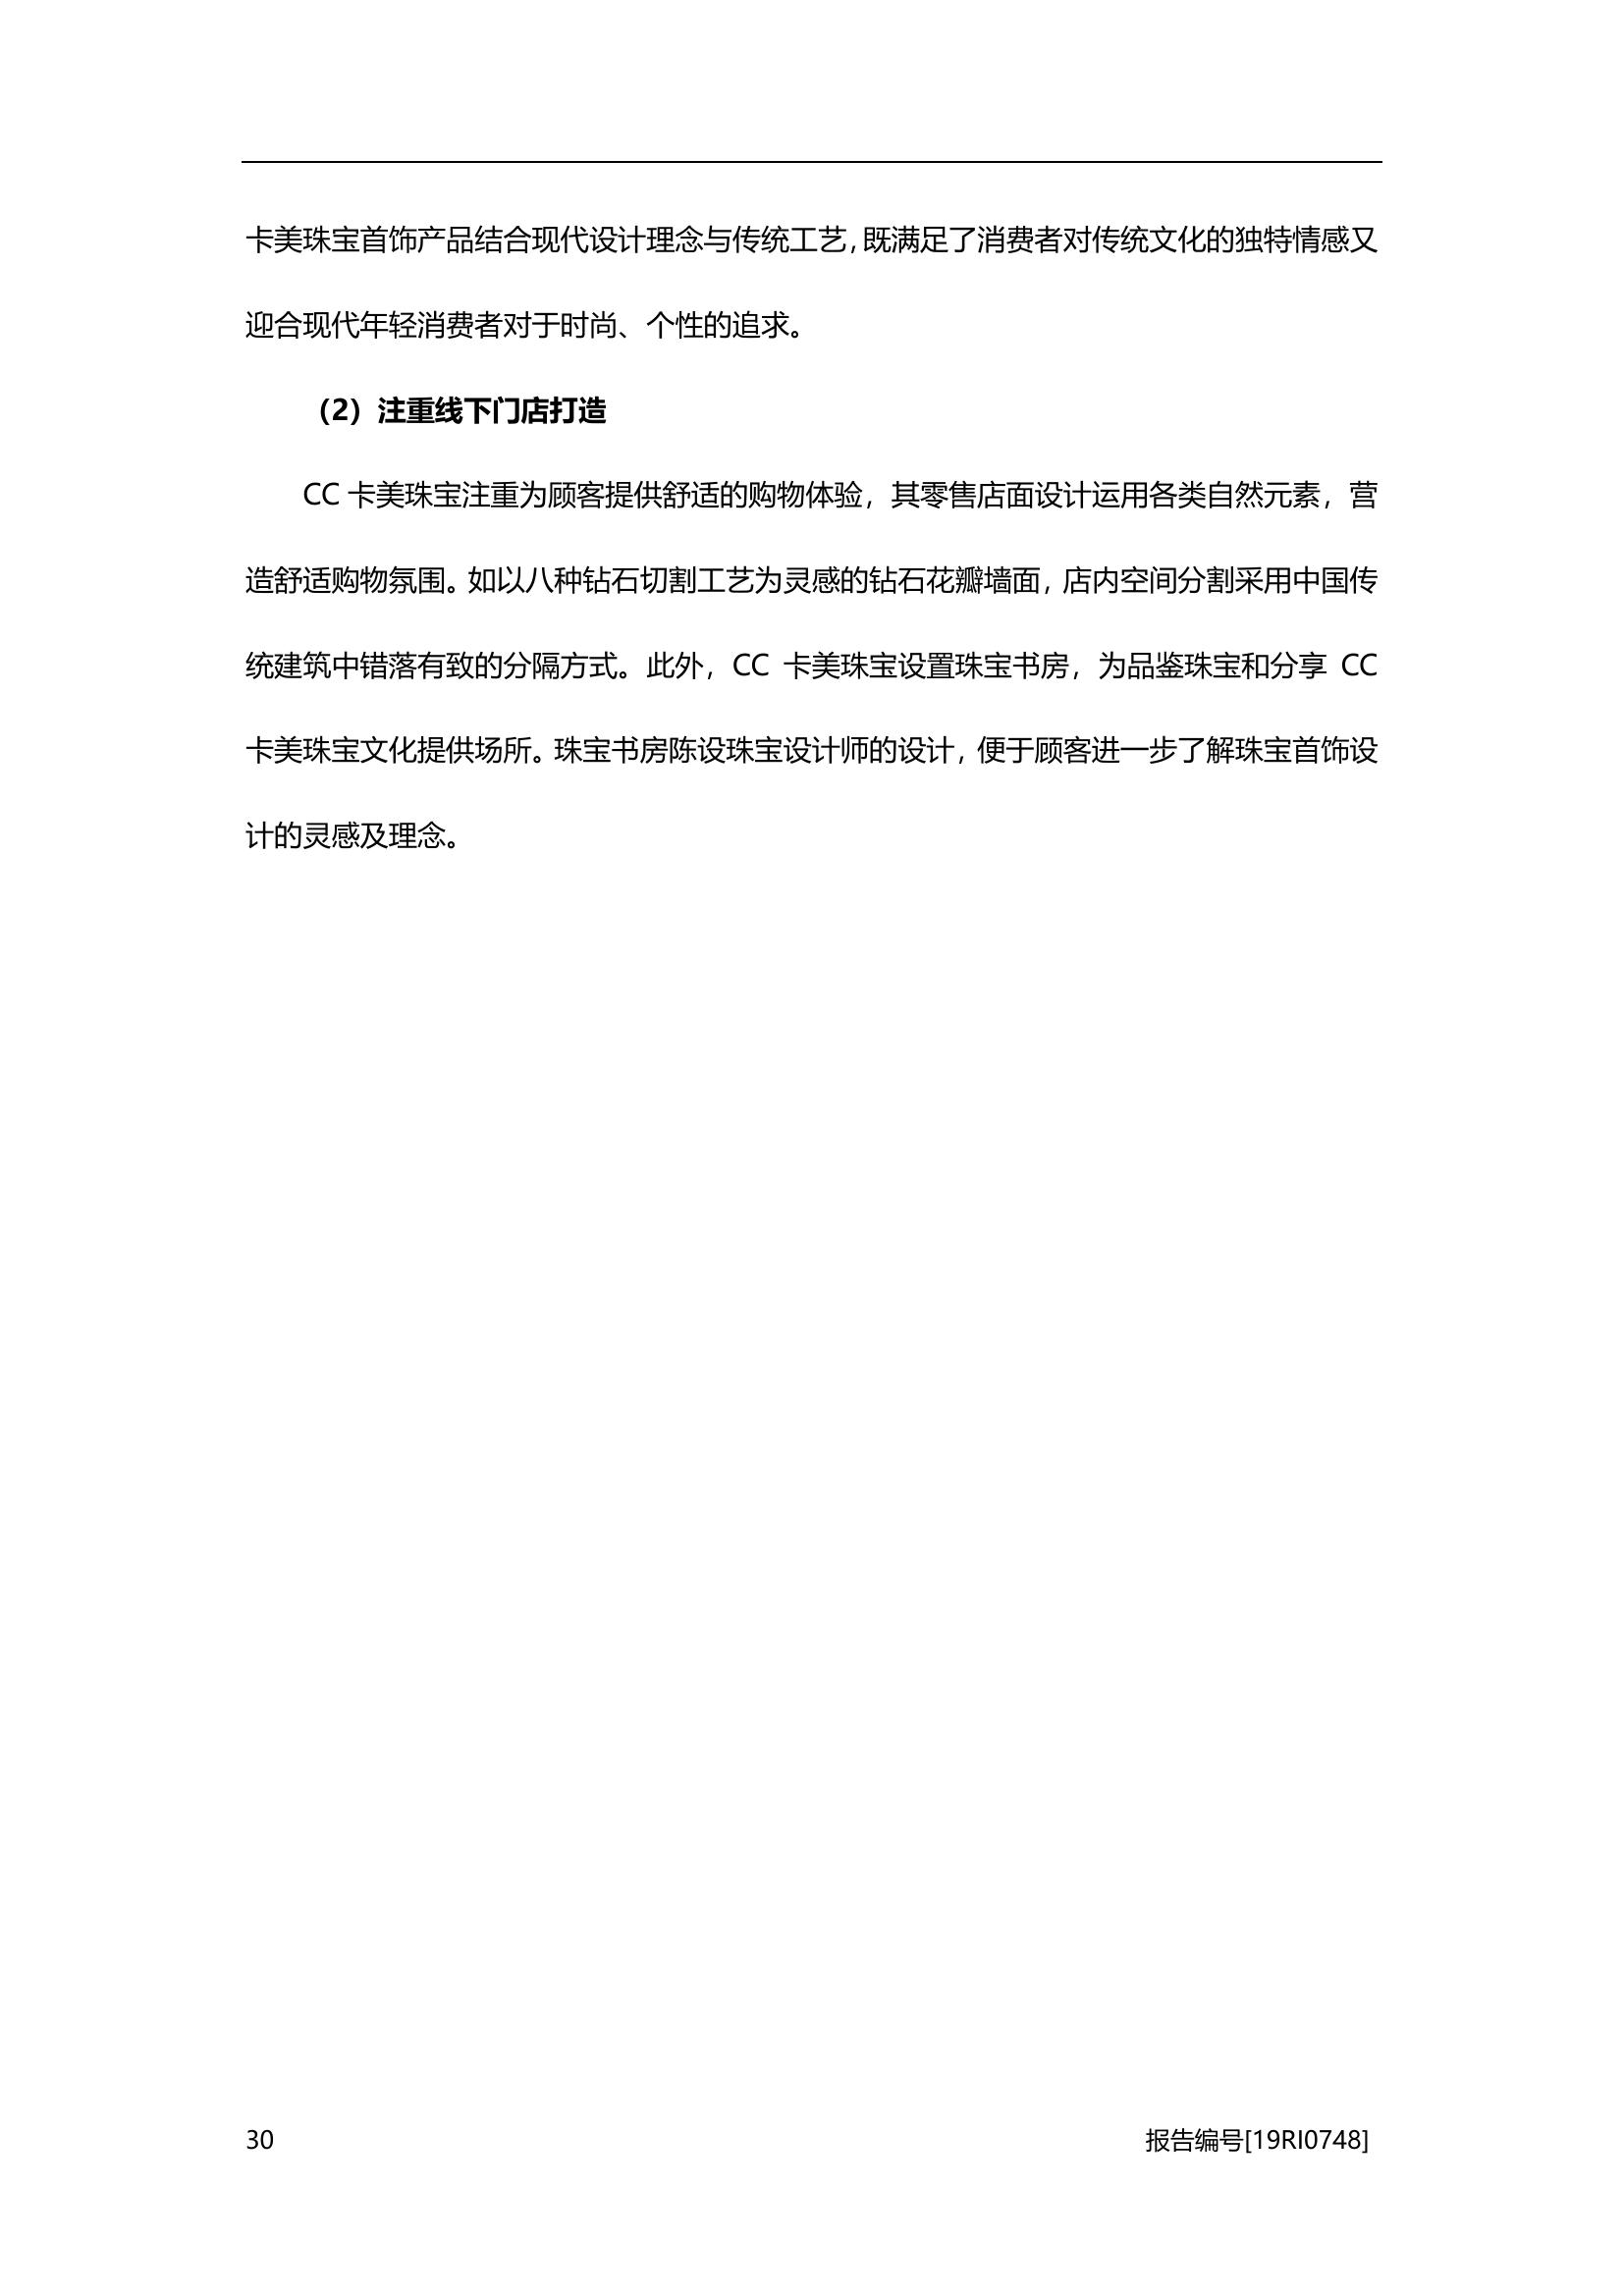 卡美珠宝首饰产品结合现代设计理念与传统工艺，既满足了消费者对传统文化的独特情感又
迎合现代年轻消费者对于时尚、个性的追求。
（2）注重线下门店打造
CC 卡美珠宝注重为顾客提供舒适的购物体验，其零售店面设计运用各类自然元素，营
造舒适购物氛围。如以八种钻石切割工艺为灵感的钻石花瓣墙面，店内空间分割采用中国传
统建筑中错落有致的分隔方式。此外，CC 卡美珠宝设置珠宝书房，为品鉴珠宝和分享 CC
卡美珠宝文化提供场所。珠宝书房陈设珠宝设计师的设计，便于顾客进一步了解珠宝首饰设
计的灵感及理念。
30 报告编号[19RI0748]